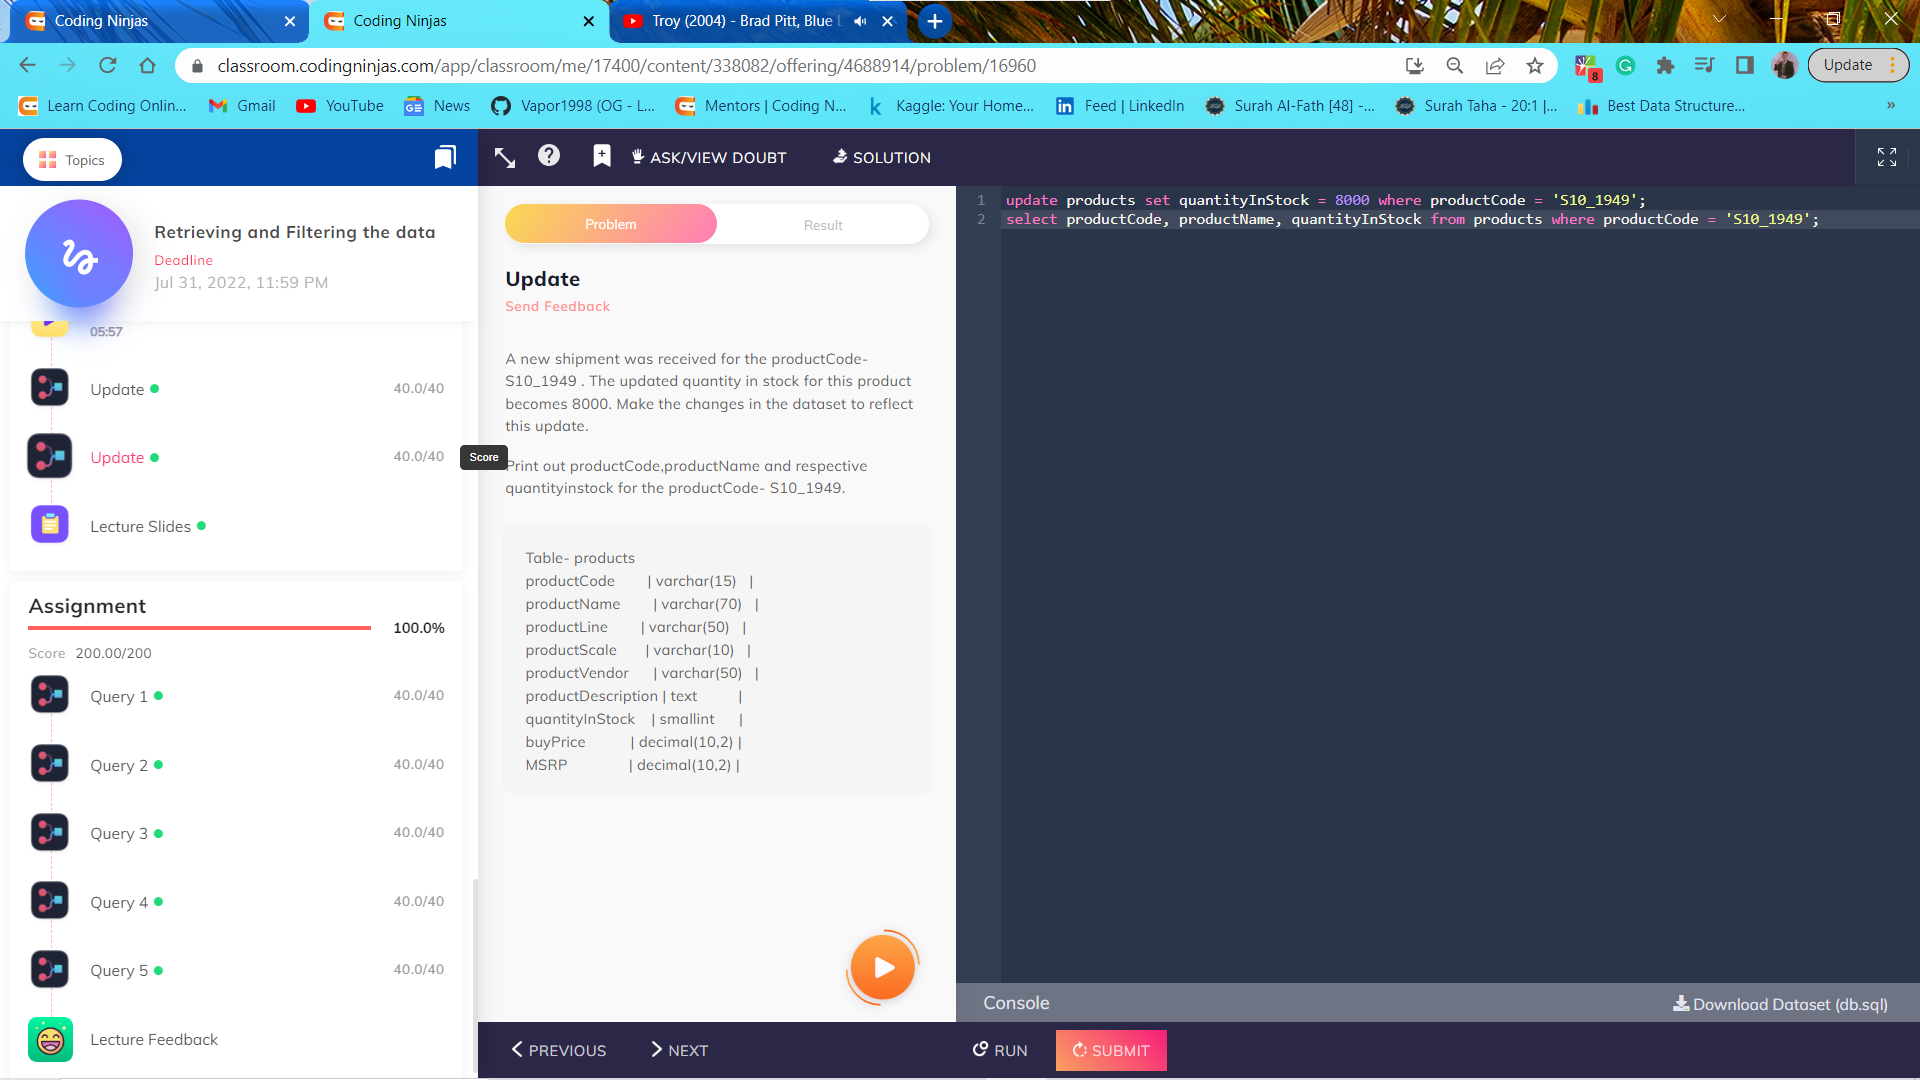 Coding Ninjas
Coding Ninjas
Troy (2004) - Brad Pitt, Blue
classroom.codingninjas.com/app/classroom/me/17400/content/338082/offering/4688914/problem/16960
8
Update
Learn Coding Onlin...
Gmail
YouTube
News
Vapor1998 (OG - L...
Mentors | Coding N...
Kaggle: Your Home...
Feed | LinkedIn
Surah Al-Fath [48] -...
Surah Taha - 20:1 |...
Best Data Structure...
»
Topics
ASK/VIEW DOUBT
SOLUTION
Retrieving and Filtering the data
Deadline
Jul 31, 2022, 11:59 PM
05:57
Update
40.0/40
Update
40.0/40
Score
Lecture Slides
Assignment
100.0%
Score 200.00/200
Query 1
40.0/40
Query 2
40.0/40
Query 3
40.0/40
Query 4
40.0/40
Query 5
40.0/40
Lecture Feedback
Problem
Result
Update
Send Feedback
A new shipment was received for the productCode-
S10_1949 . The updated quantity in stock for this product
becomes 8000. Make the changes in the dataset to reflect
this update.
Print out productCode,productName and respective
quantityinstock for the productCode- S10_1949.
Table- products
productCode | varchar(15) |
productName | varchar(70) |
productLine | varchar(50) |
productScale | varchar(10) |
productVendor | varchar(50) |
productDescription | text |
quantityInStock | smallint |
buyPrice | decimal(10,2) |
MSRP | decimal(10,2) |
1 update products set quantityInStock = 8000 where productCode = 'S10_1949';
2 select productCode, productName, quantityInStock from products where productCode = 'S10_1949';
Console
Download Dataset (db.sql)
PREVIOUS
NEXT
RUN
SUBMIT